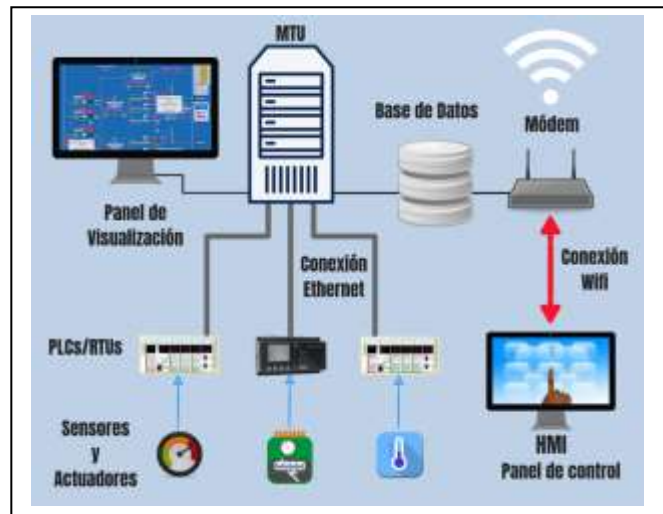 MTU
Base de Datos
Módem
Panel de
Visualización
Conexión
Ethernet
Conexión
Wifi
PLCs/RTUs
Sensores
y
Actuadores
HMI
Panel de control